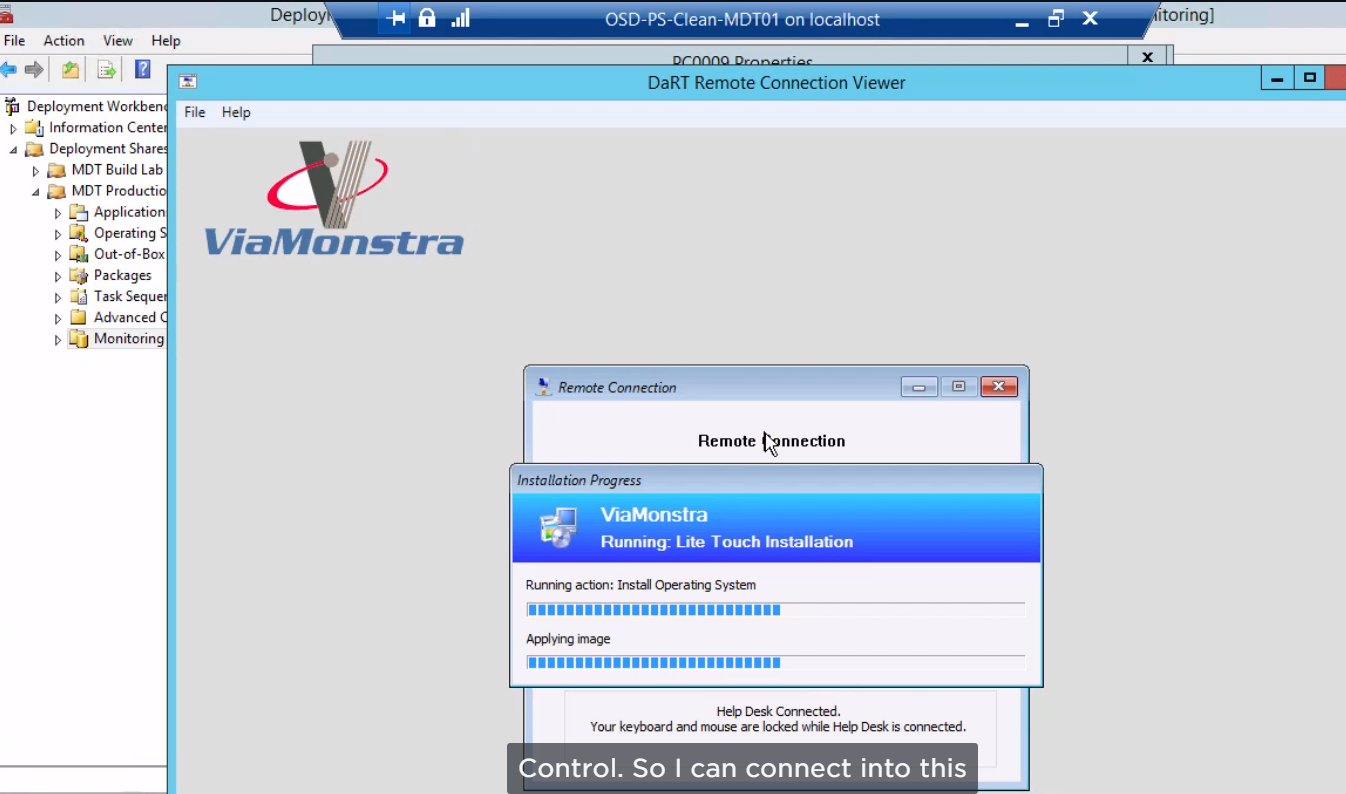 Deployi
OSD-PS-Clean-MDT01 on localhost
itoring]
File Action View Help
PC0009 Properties
DaRT Remote Connection Viewer
File Help
Deployment Workbenc
Information Center
Deployment Shares
MDT Build Lab
MDT Productio
Application
Operating S
Out-of-Box
Packages
Task Sequer
Advanced C
Monitoring
ViaMonstra
Remote Connection
Remote Connection
Installation Progress
ViaMonstra
Running: Lite Touch Installation
Running action: Install Operating System
Applying image
Help Desk Connected.
Your keyboard and mouse are locked while Help Desk is connected.
Control. So I can connect into this